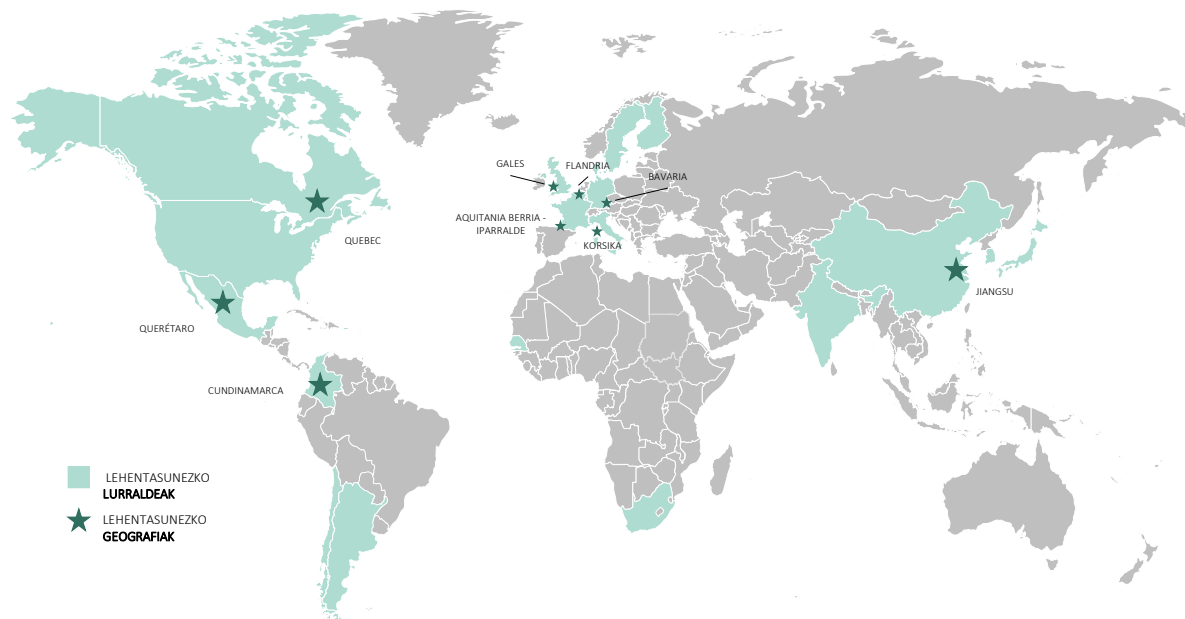 GALES
FLANDRIA
BAVARIA
AQUITANIA BERRIA -
IPARRALDE
KORSIKA
QUEBEC
JIANGSU
QUERÉTARO
CUNDINAMARCA
LEHENTASUNEZKO
LURRALDEAK
LEHENTASUNEZKO
GEOGRAFIAK